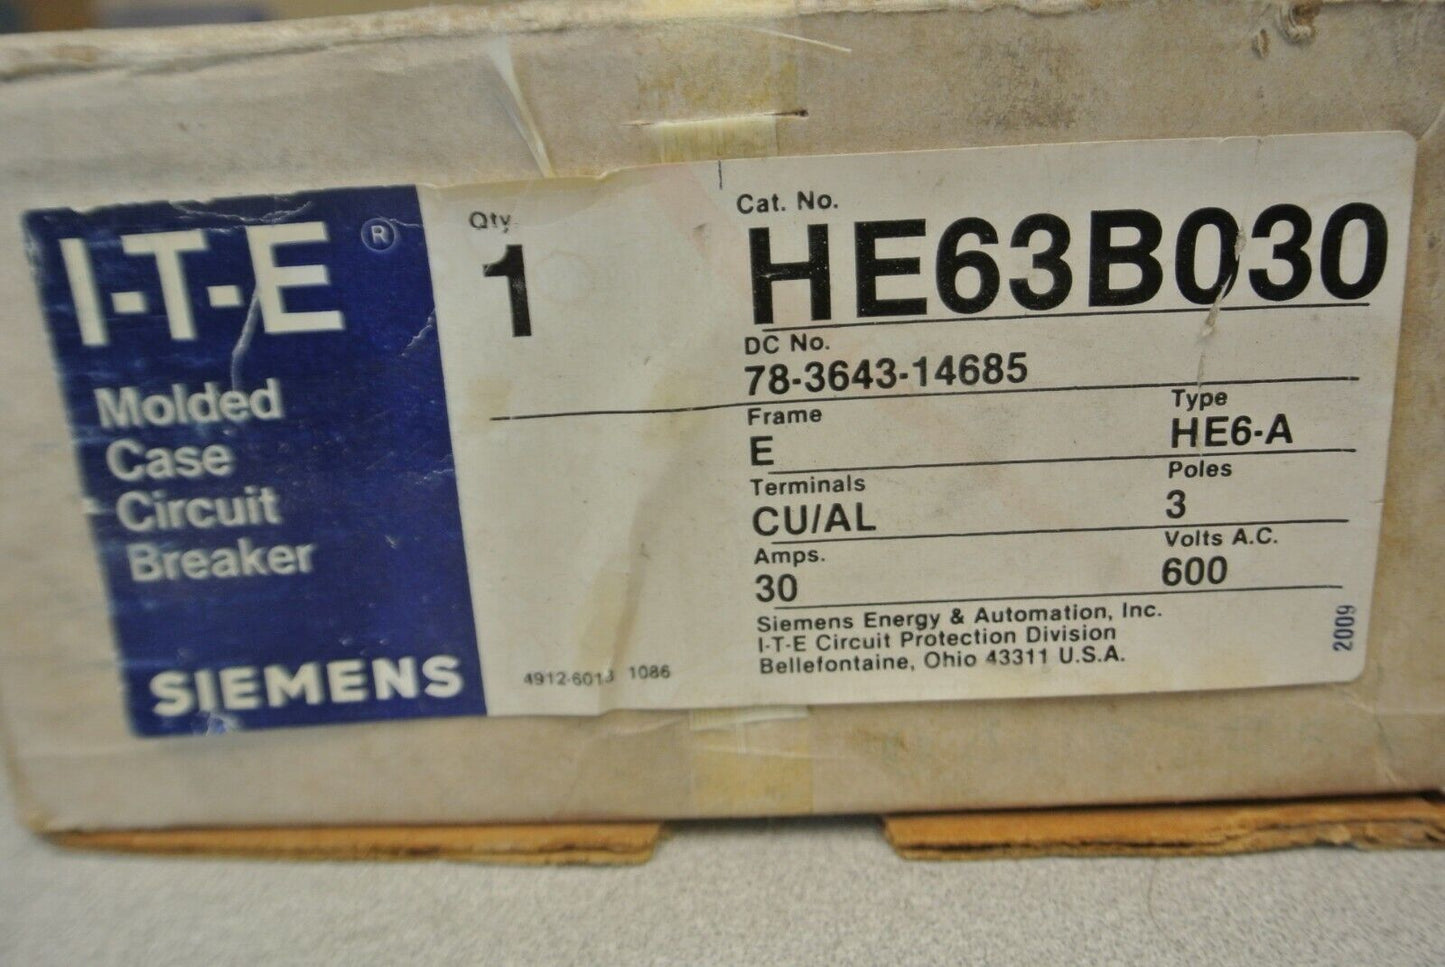 I-T-E ®
Molded
Case
Circuit
Breaker
SIEMENS
Qty.
1
4912-6013 1086
Cat. No.
HE63B030
DC No.
78-3643-14685
Frame
E
Type
HE6-A
Terminals
CU/AL
Poles
3
Amps.
30
Volts A.C.
600
Siemens Energy & Automation, Inc.
I-T-E Circuit Protection Division
Bellefontaine, Ohio 43311 U.S.A.
2009